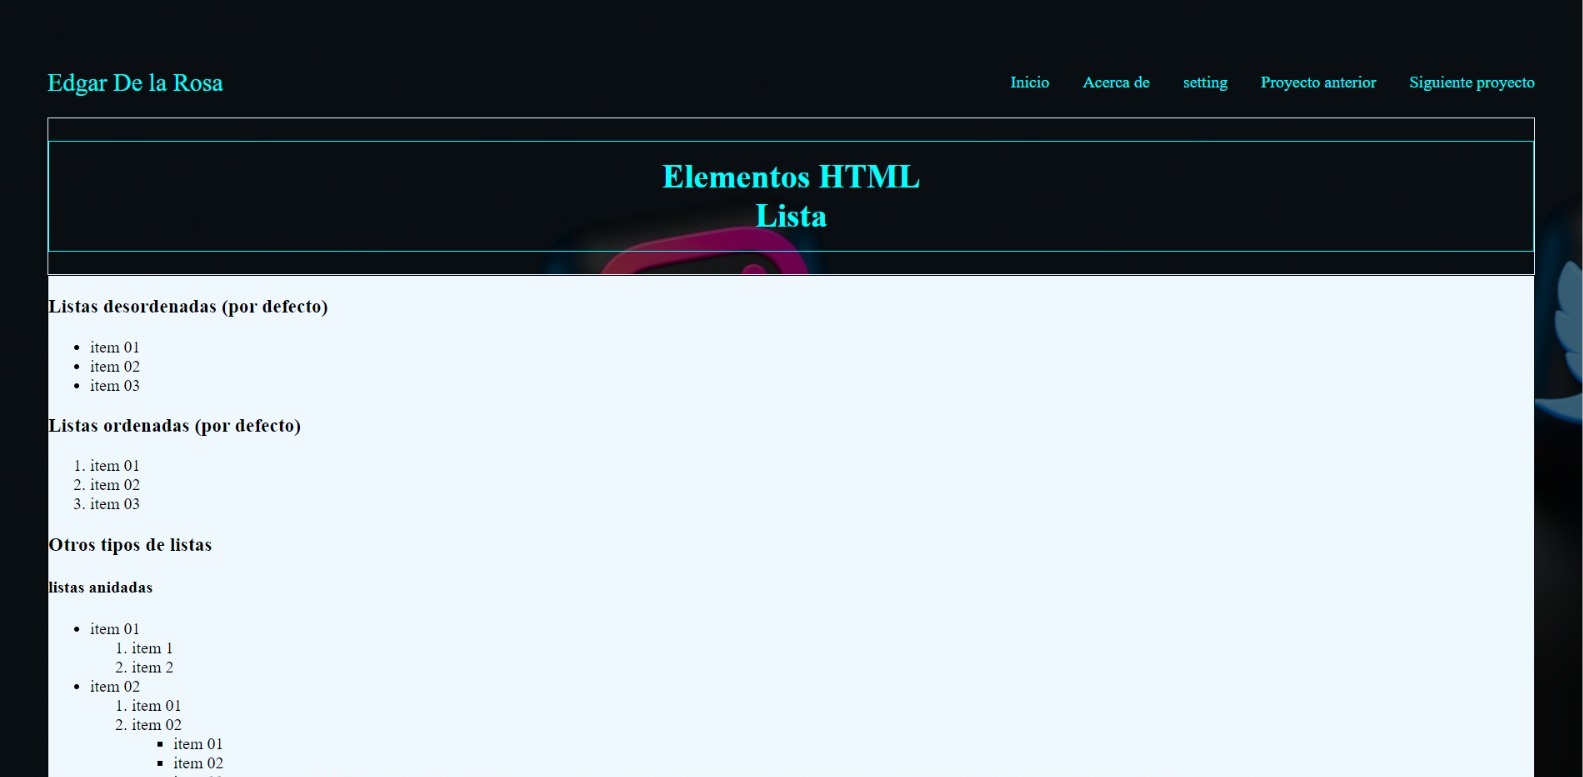 Edgar De la Rosa
Inicio Acerca de setting Proyecto anterior Siguiente proyecto
Elementos HTML
Lista
Listas desordenadas (por defecto)
• item 01
• item 02
• item 03
Listas ordenadas (por defecto)
1. item 01
2. item 02
3. item 03
Otros tipos de listas
listas anidadas
• item 01
1. item 1
2. item 2
• item 02
1. item 01
2. item 02
▪ item 01
▪ item 02